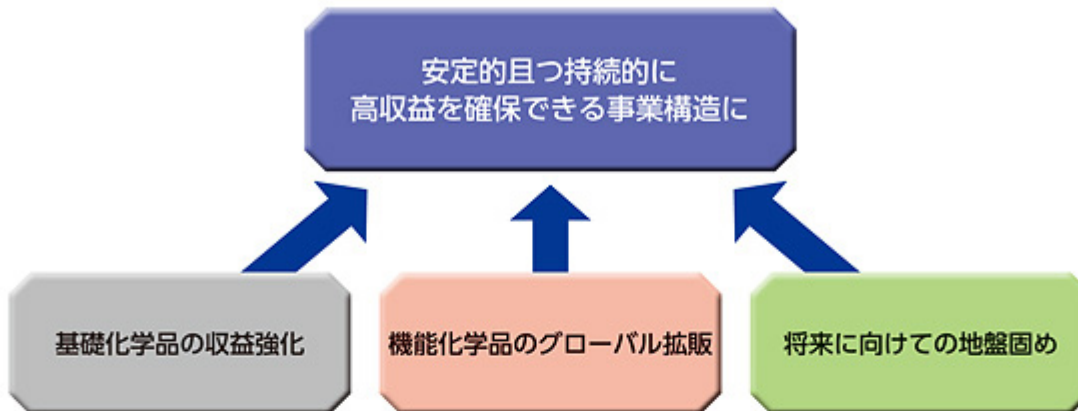 安定的且つ持続的に
高収益を確保できる事業構造に
基礎化学品の収益強化
機能化学品のグローバル拡販
将来に向けての地盤固め